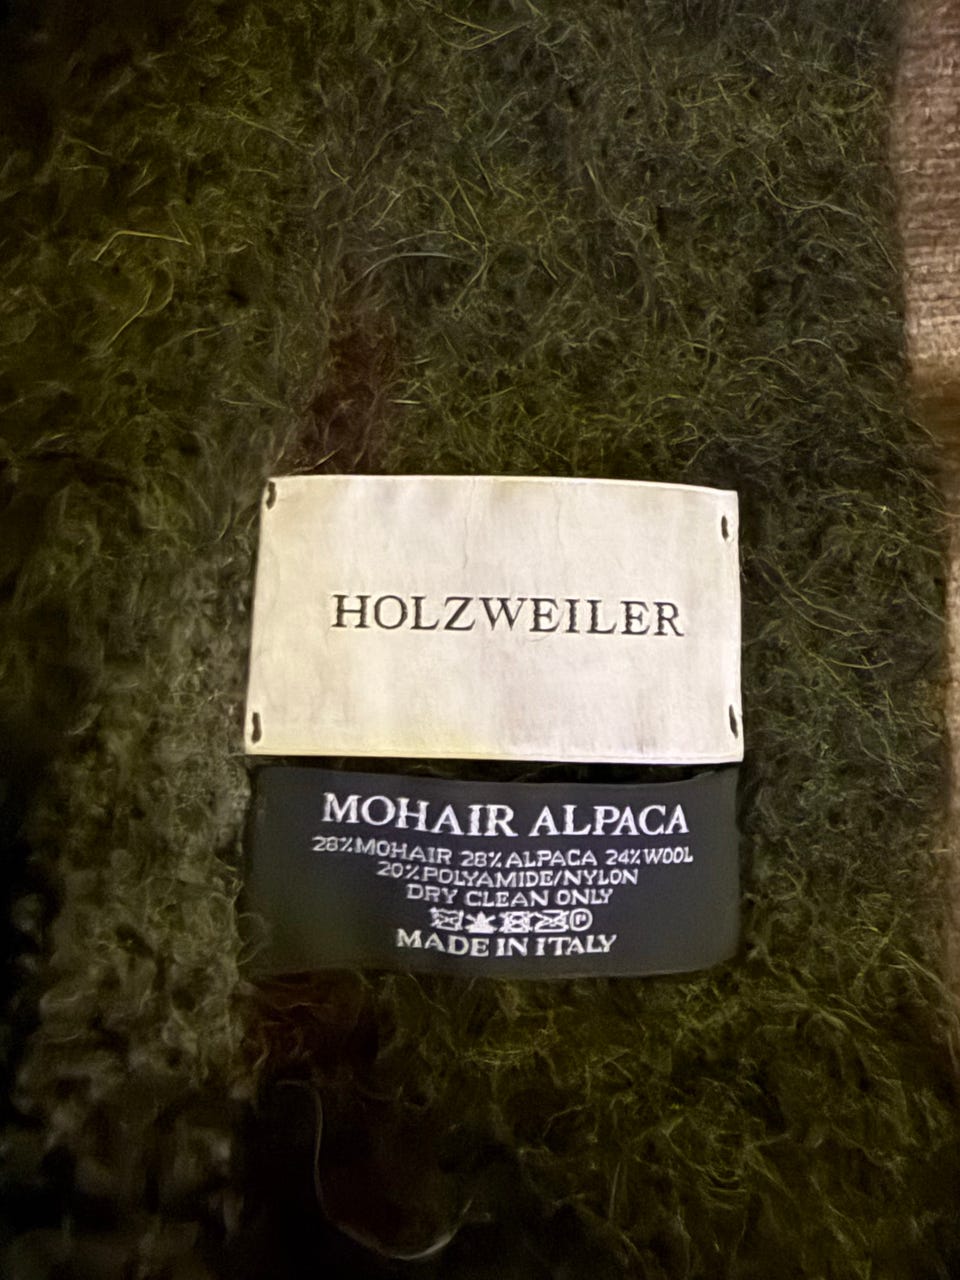 HOLZWEILER
MOHAIR ALPACA
28%MOHAIR 28%ALPACA 24%WOOL
20%POLYAMIDE/NYLON
DRY CLEAN ONLY
P
MADE IN ITALY